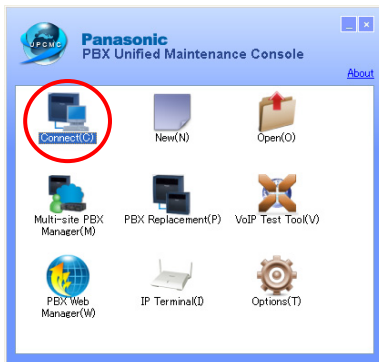 UPCMC
Panasonic
PBX Unified Maintenance Console
About
Connect(C)
New(N)
Open(O)
Multi-site PBX
Manager(M)
PBX Replacement(P)
VoIP Test Tool(V)
PBX Web
Manager(W)
IP Terminal(I)
Options(T)